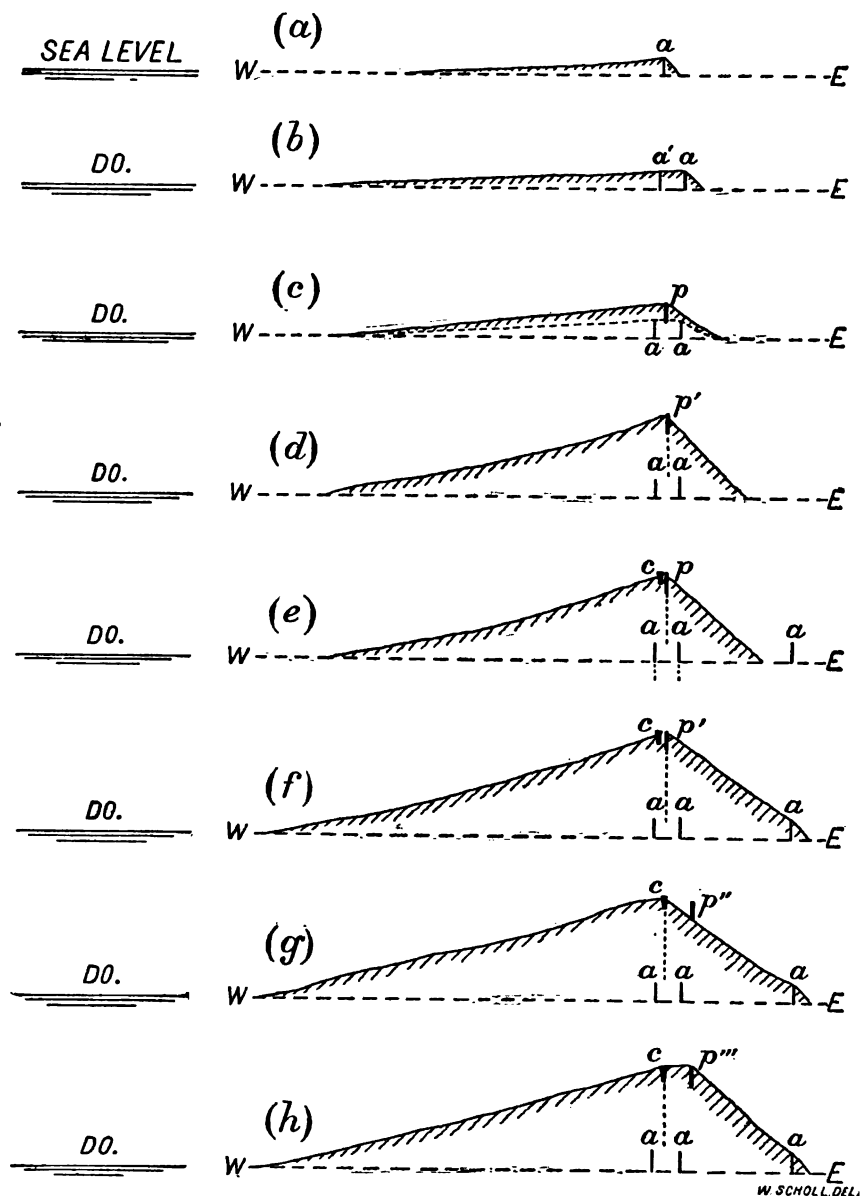 (a)
SEA LEVEL W a E
(b)
DO. W a' a E
(c)
DO. W p a a E
(d)
DO. W p' a a E
(e)
DO. W c p a a a E
(f)
DO. W c p' a a a E
(g)
DO. W c p'' a a a E
(h)
DO. W c p''' a a a E
W. SCHOLL. DEL.